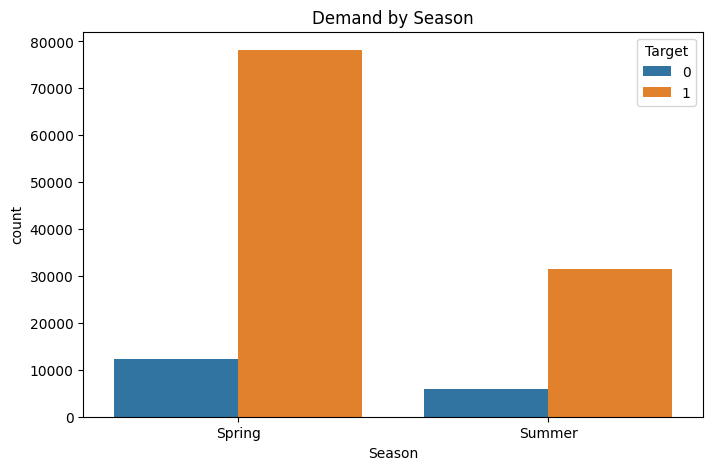 Demand by Season
Target
0
1
80000
70000
60000
50000
40000
30000
20000
10000
0
count
Spring
Summer
Season